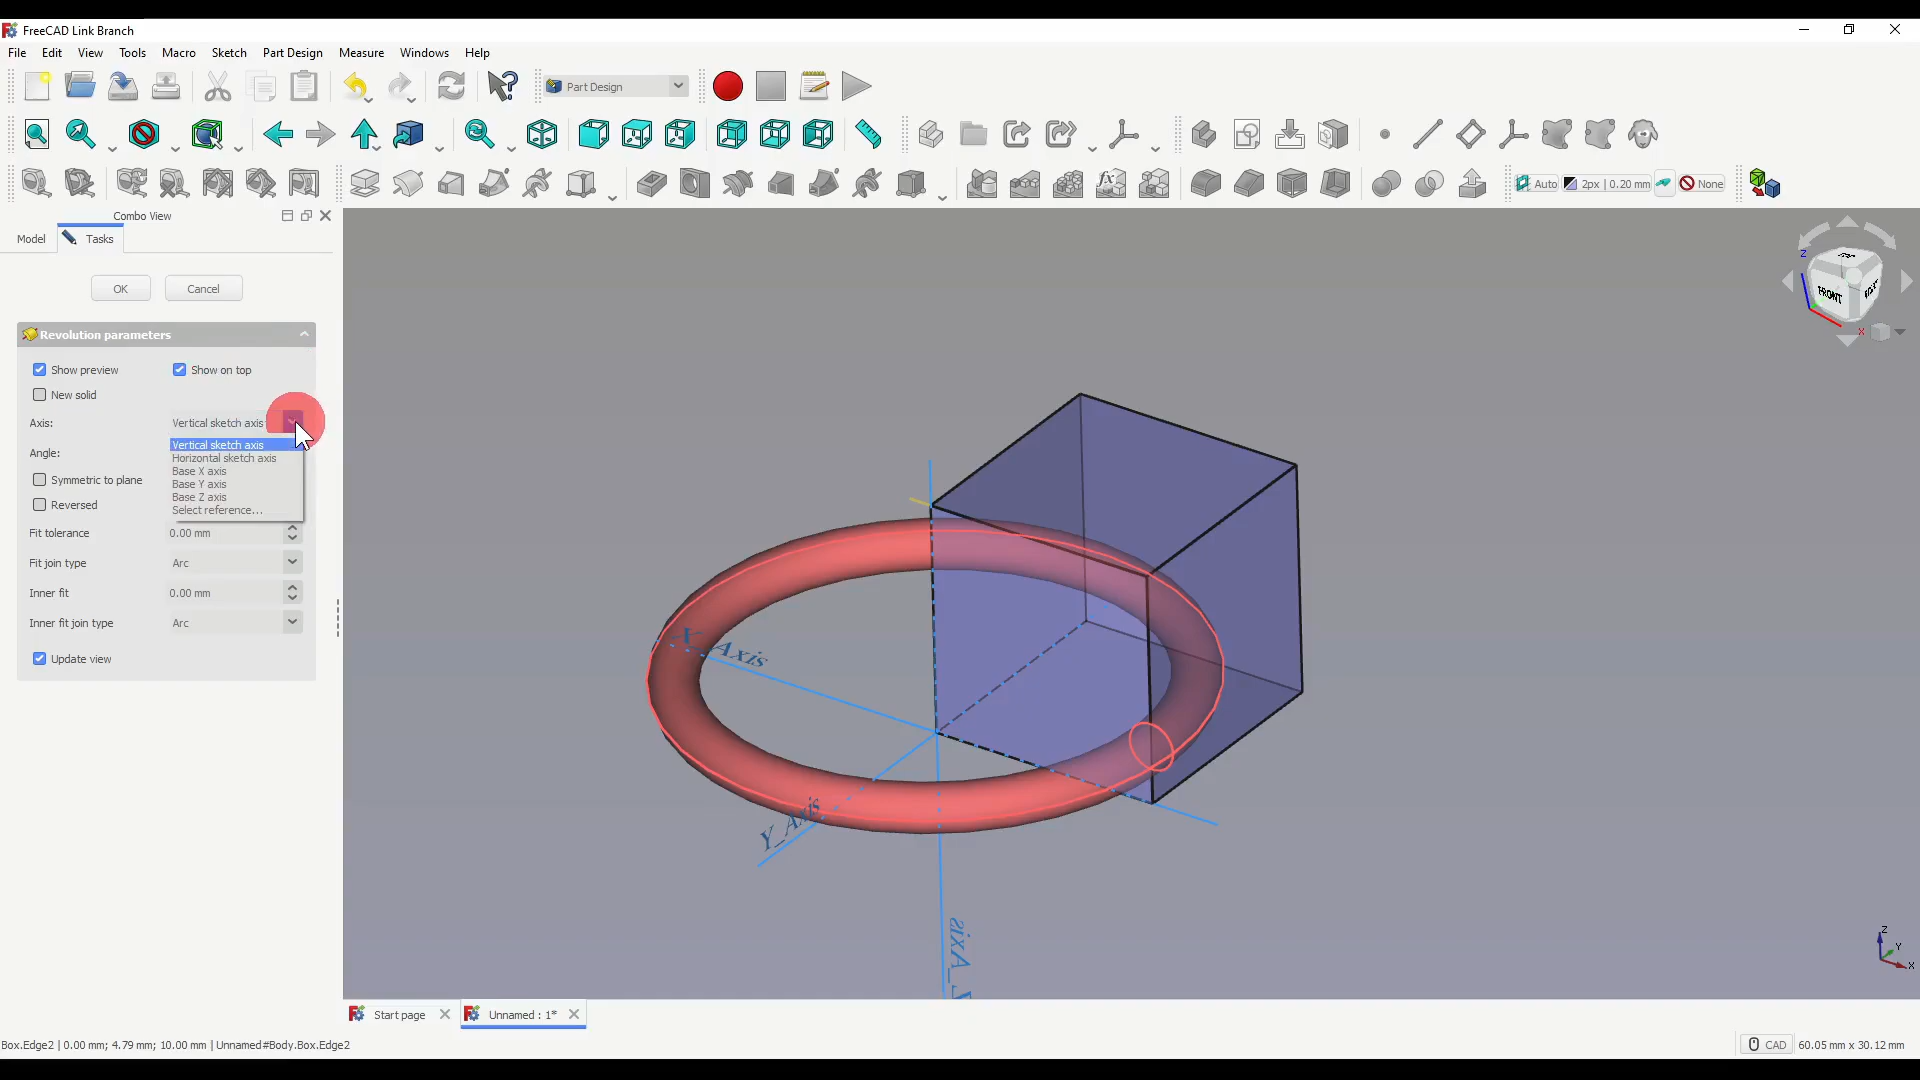 FreeCAD Link Branch
File Edit View Tools Macro Sketch Part Design Measure Windows Help
Part Design
Auto 2px | 0.20 mm None
Combo View
Model Tasks
OK Cancel
Revolution parameters
Show preview Show on top
New solid
Axis: Vertical sketch axis
Vertical sketch axis
Horizontal sketch axis
Angle:
Base X axis
Symmetric to plane
Base Y axis
Base Z axis
Reversed
Select reference...
Fit tolerance 0.00 mm
Fit join type Arc
Inner fit 0.00 mm
Inner fit join type Arc
Update view
X_Axis
Y_Axis
FRONT
Z
X
Z
Y
X
Start page Unnamed : 1*
Box.Edge2 | 0.00 mm; 4.79 mm; 10.00 mm | Unnamed#Body.Box.Edge2
CAD 60.05 mm x 30.12 mm